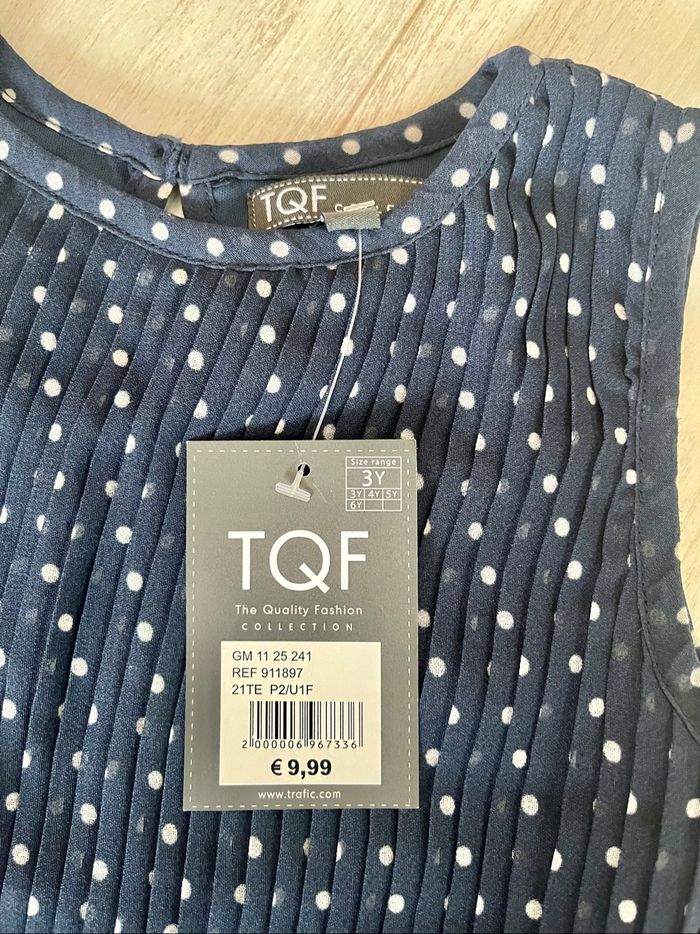 TQF
Size range
3Y
3Y 4Y 5Y
6Y
TQF
The Quality Fashion
COLLECTION
GM 11 25 241
REF 911897
21TE P2/U1F
2 000006 967336
€ 9,99
www.trafic.com